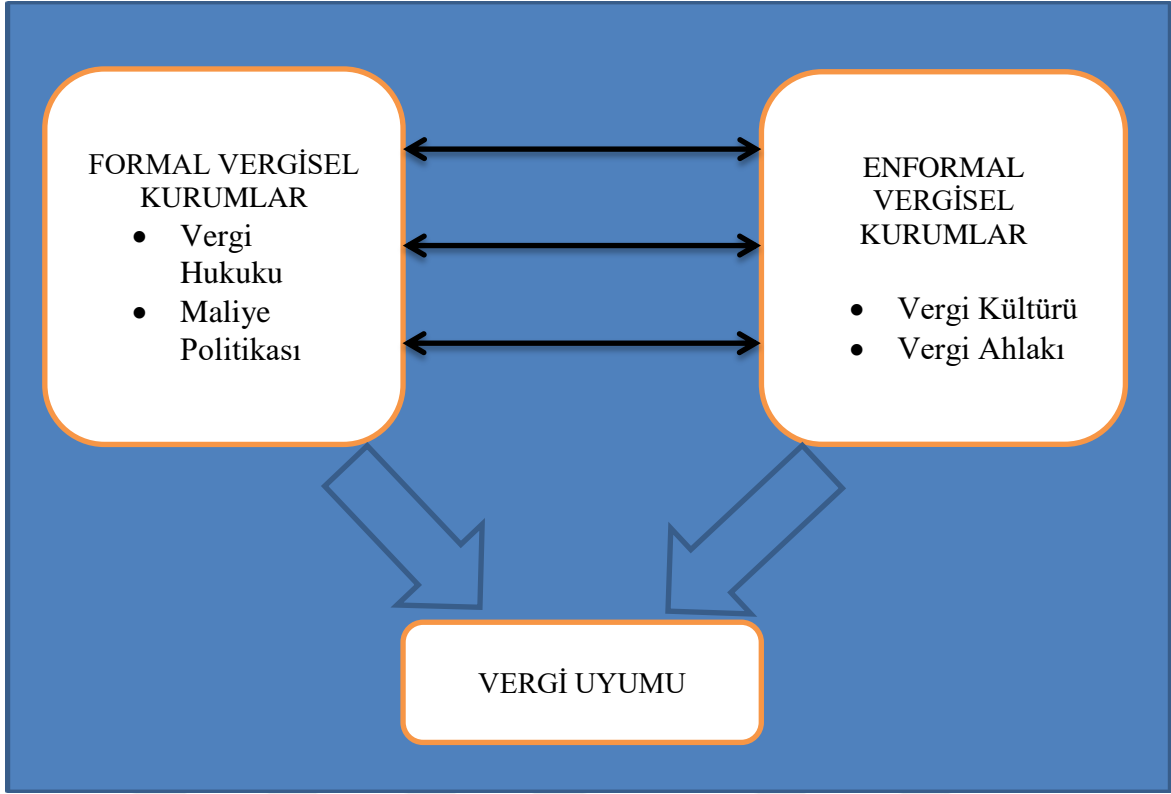 FORMAL VERGİSEL
KURUMLAR
• Vergi
Hukuku
• Maliye
Politikası
ENFORMAL
VERGİSEL
KURUMLAR
• Vergi Kültürü
• Vergi Ahlakı
VERGİ UYUMU